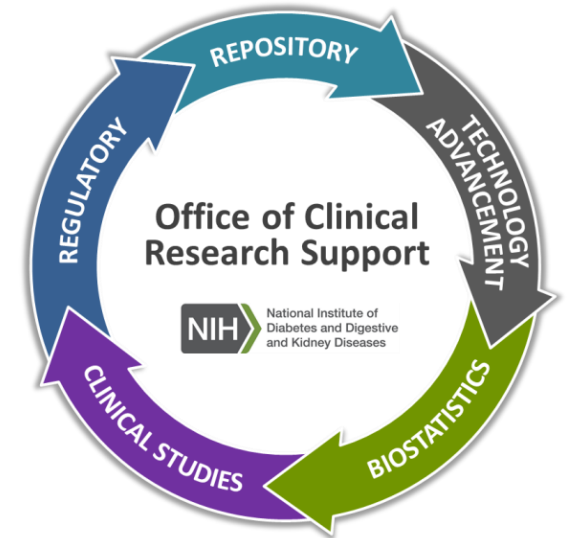 REPOSITORY
TECHNOLOGY
ADVANCEMENT
BIOSTATISTICS
CLINICAL STUDIES
REGULATORY
Office of Clinical
Research Support
NIH
National Institute of
Diabetes and Digestive
and Kidney Diseases